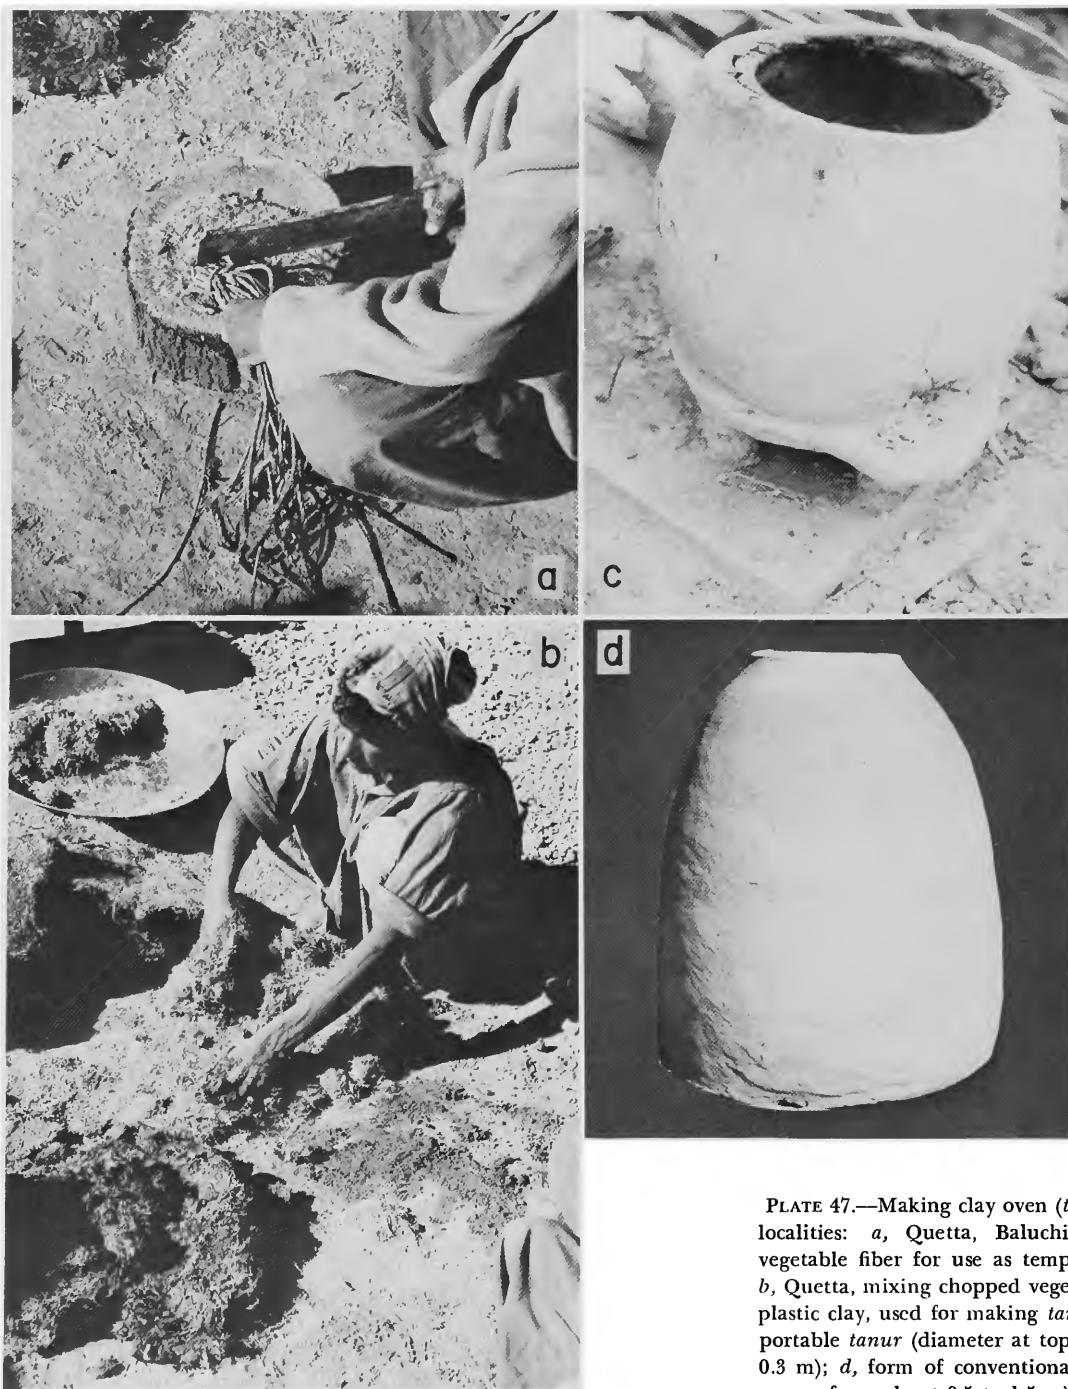 a
c
b
d
PLATE 47.—Making clay oven (
localities: a, Quetta, Baluchi
vegetable fiber for use as temp
b, Quetta, mixing chopped vege
plastic clay, used for making ta
portable tanur (diameter at top
0.3 m); d, form of conventiona